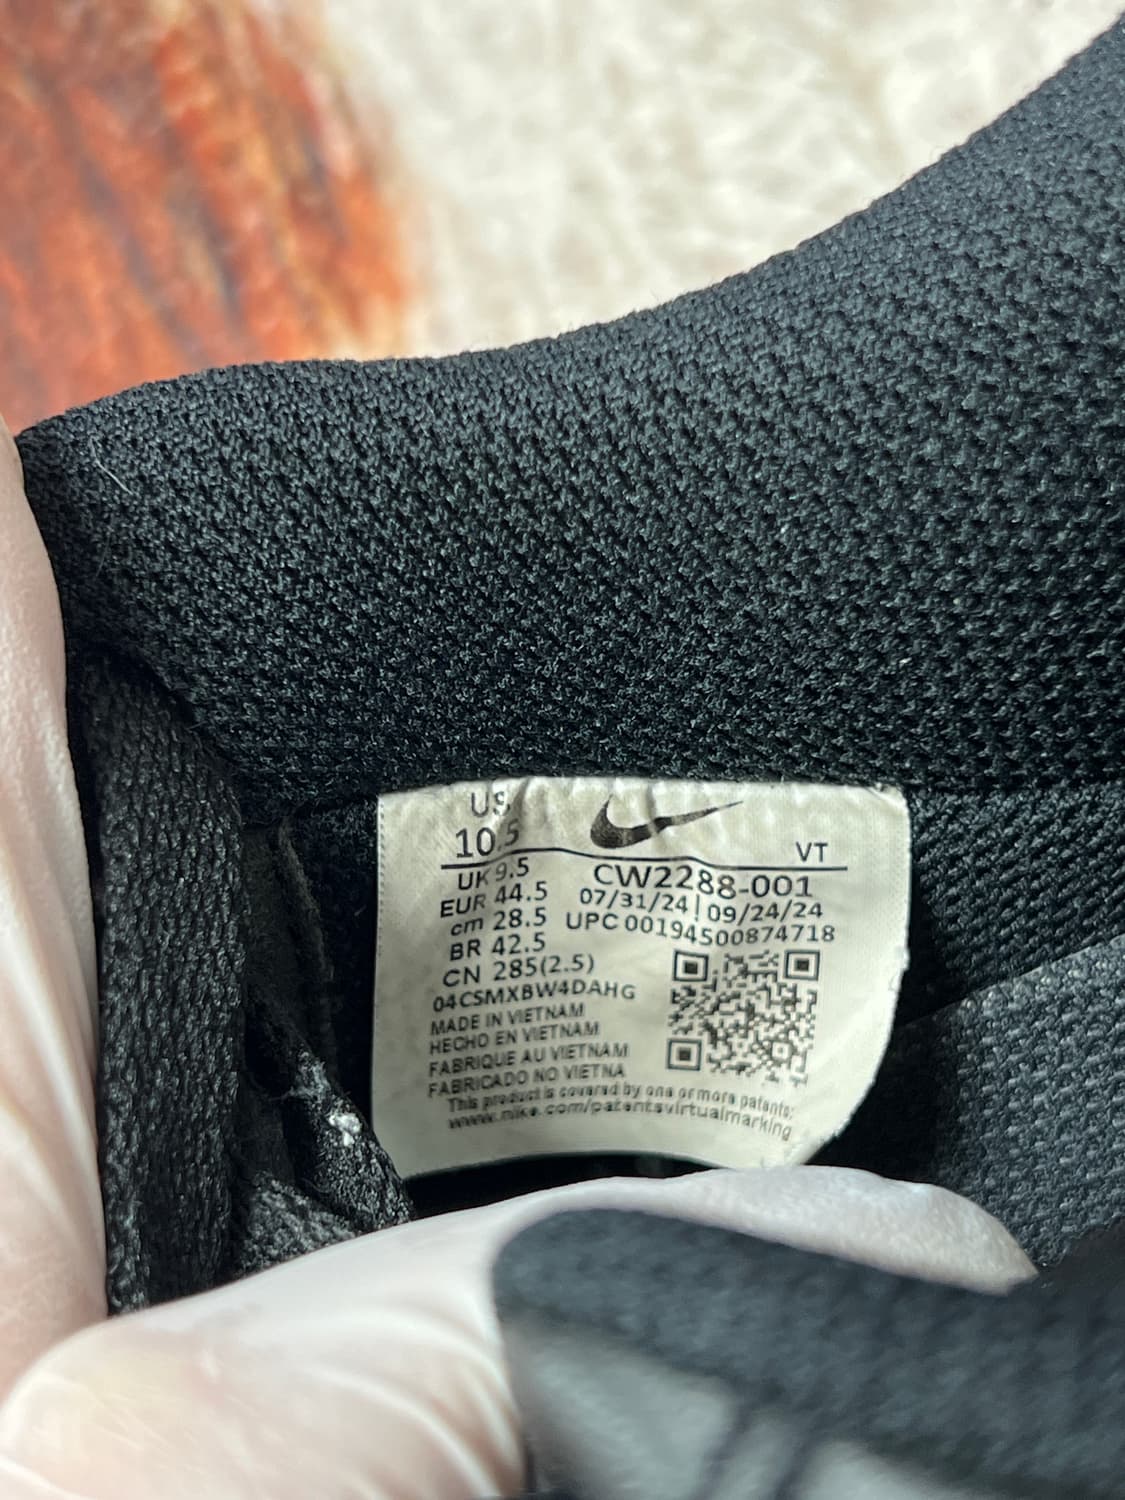 US
10.5
VT
UK 9.5
EUR 44.5
cm 28.5
BR 42.5
CN 285(2.5)
CW2288-001
07/31/24 | 09/24/24
UPC 00194500874718
04CSMXBW4DAHG
MADE IN VIETNAM
HECHO EN VIETNAM
FABRIQUE AU VIETNAM
FABRICADO NO VIETNA
This product is covered by one or more patents:
www.nike.com/patentsvirtualmarking